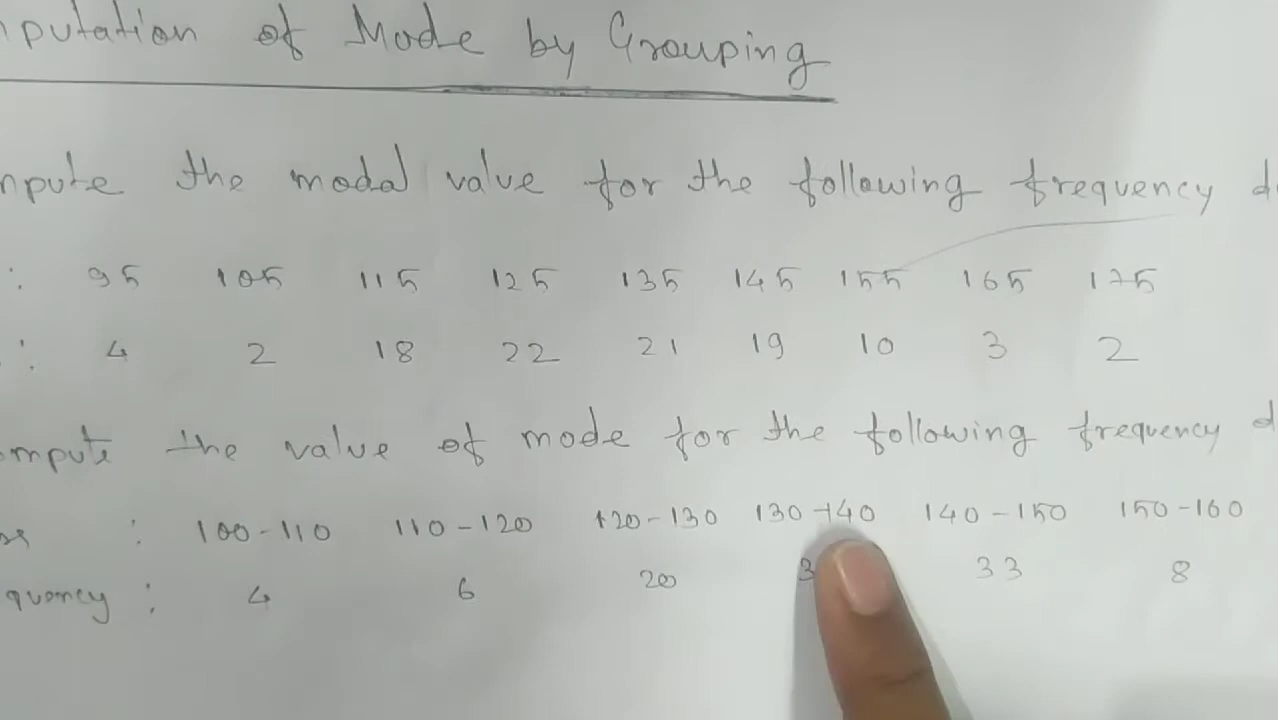 putation of Mode by Grouping
mpute the modal value for the following frequency d
: 95 105 115 125 135 145 155 165 175
: 4 2 18 22 21 19 10 3 2
ompute the value of mode for the following frequency d
: 100-110 110-120 120-130 130-140 140-150 150-160
quency : 4 6 20 3 33 8